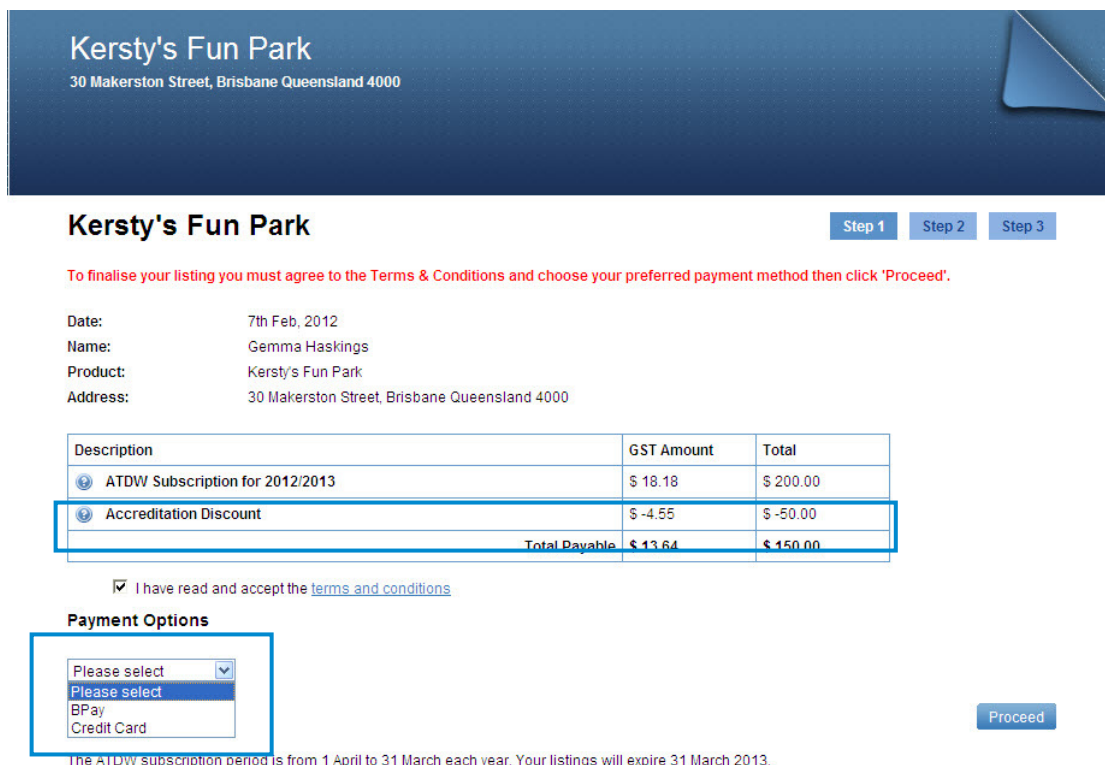 Kersty's Fun Park
30 Makerston Street, Brisbane Queensland 4000
Kersty's Fun Park
Step 1 Step 2 Step 3
To finalise your listing you must agree to the Terms & Conditions and choose your preferred payment method then click 'Proceed'.
Date: 7th Feb, 2012
Name: Gemma Haskings
Product: Kersty's Fun Park
Address: 30 Makerston Street, Brisbane Queensland 4000
Description GST Amount Total
ATDW Subscription for 2012/2013 $ 18.18 $ 200.00
Accreditation Discount $ -4.55 $ -50.00
Total Payable $ 13.64 $ 150.00
I have read and accept the terms and conditions
Payment Options
Please select
Please select
BPay
Credit Card
Proceed
The ATDW subscription period is from 1 April to 31 March each year. Your listings will expire 31 March 2013.